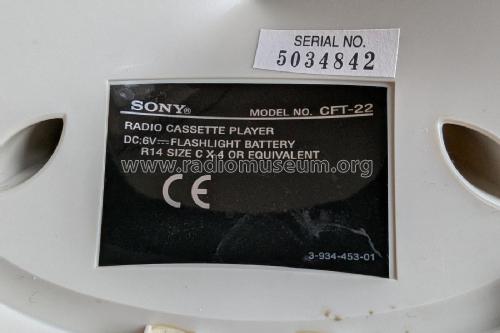 SERIAL NO.
5034842
SONY® MODEL NO. CFT-22
RADIO CASSETTE PLAYER
DC:6V⎓FLASHLIGHT BATTERY
R14 SIZE C X 4 OR EQUIVALENT
www.radiomuseum.org
CE
3-934-453-01